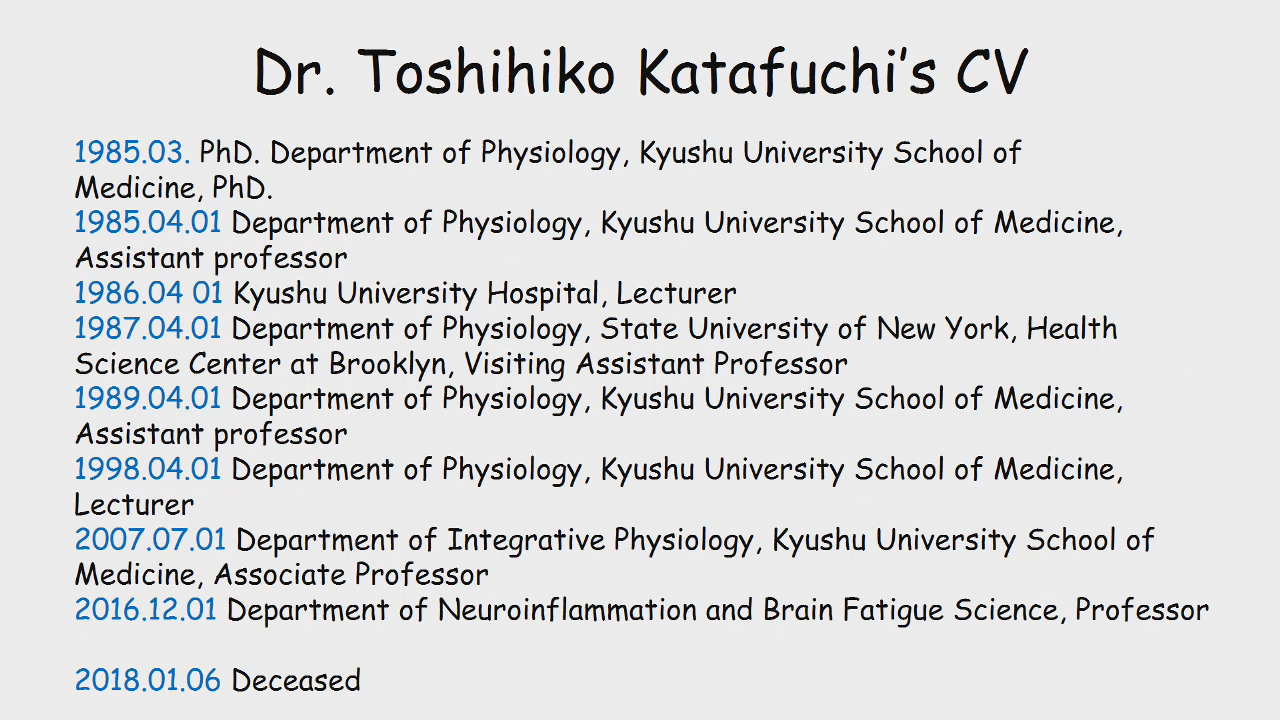 Dr. Toshihiko Katafuchi's CV
1985.03. PhD. Department of Physiology, Kyushu University School of
Medicine, PhD.
1985.04.01 Department of Physiology, Kyushu University School of Medicine,
Assistant professor
1986.04 01 Kyushu University Hospital, Lecturer
1987.04.01 Department of Physiology, State University of New York, Health
Science Center at Brooklyn, Visiting Assistant Professor
1989.04.01 Department of Physiology, Kyushu University School of Medicine,
Assistant professor
1998.04.01 Department of Physiology, Kyushu University School of Medicine,
Lecturer
2007.07.01 Department of Integrative Physiology, Kyushu University School of
Medicine, Associate Professor
2016.12.01 Department of Neuroinflammation and Brain Fatigue Science, Professor
2018.01.06 Deceased